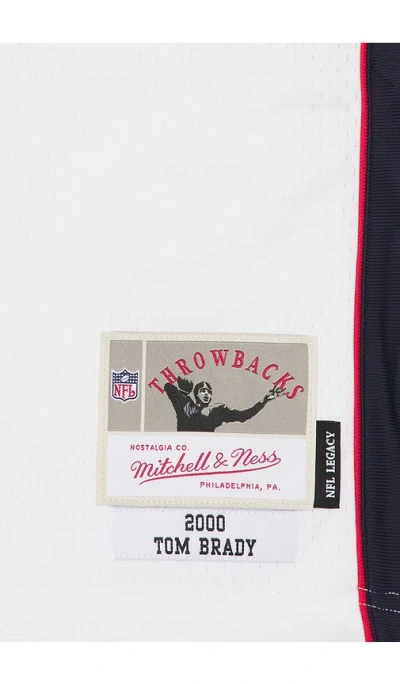 THROWBACKS
NFL
NOSTALGIA CO.
Mitchell & Ness
PHILADELPHIA, PA.
NFL LEGACY
2000
TOM BRADY